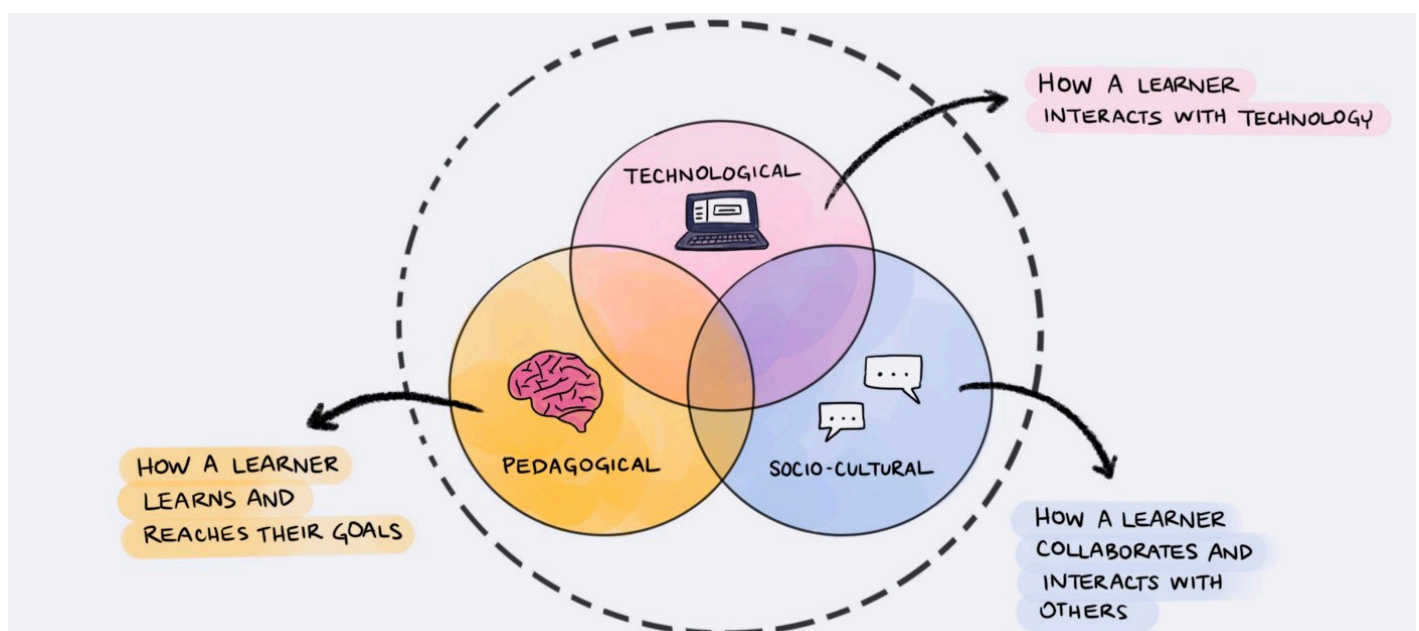 HOW A LEARNER
INTERACTS WITH TECHNOLOGY
TECHNOLOGICAL
PEDAGOGICAL
SOCIO-CULTURAL
HOW A LEARNER
LEARNS AND
REACHES THEIR GOALS
HOW A LEARNER
COLLABORATES AND
INTERACTS WITH
OTHERS